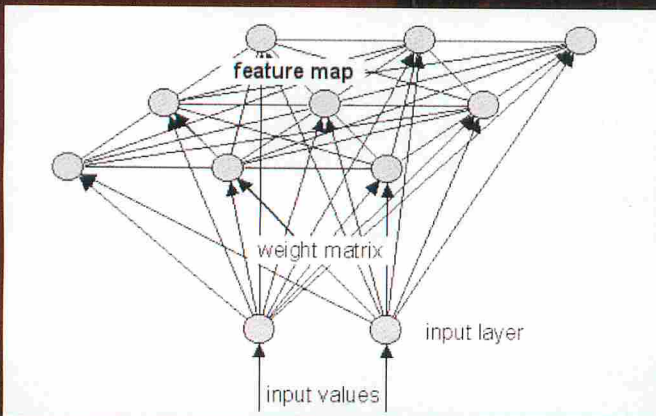 feature map
weight matrix
input layer
input values